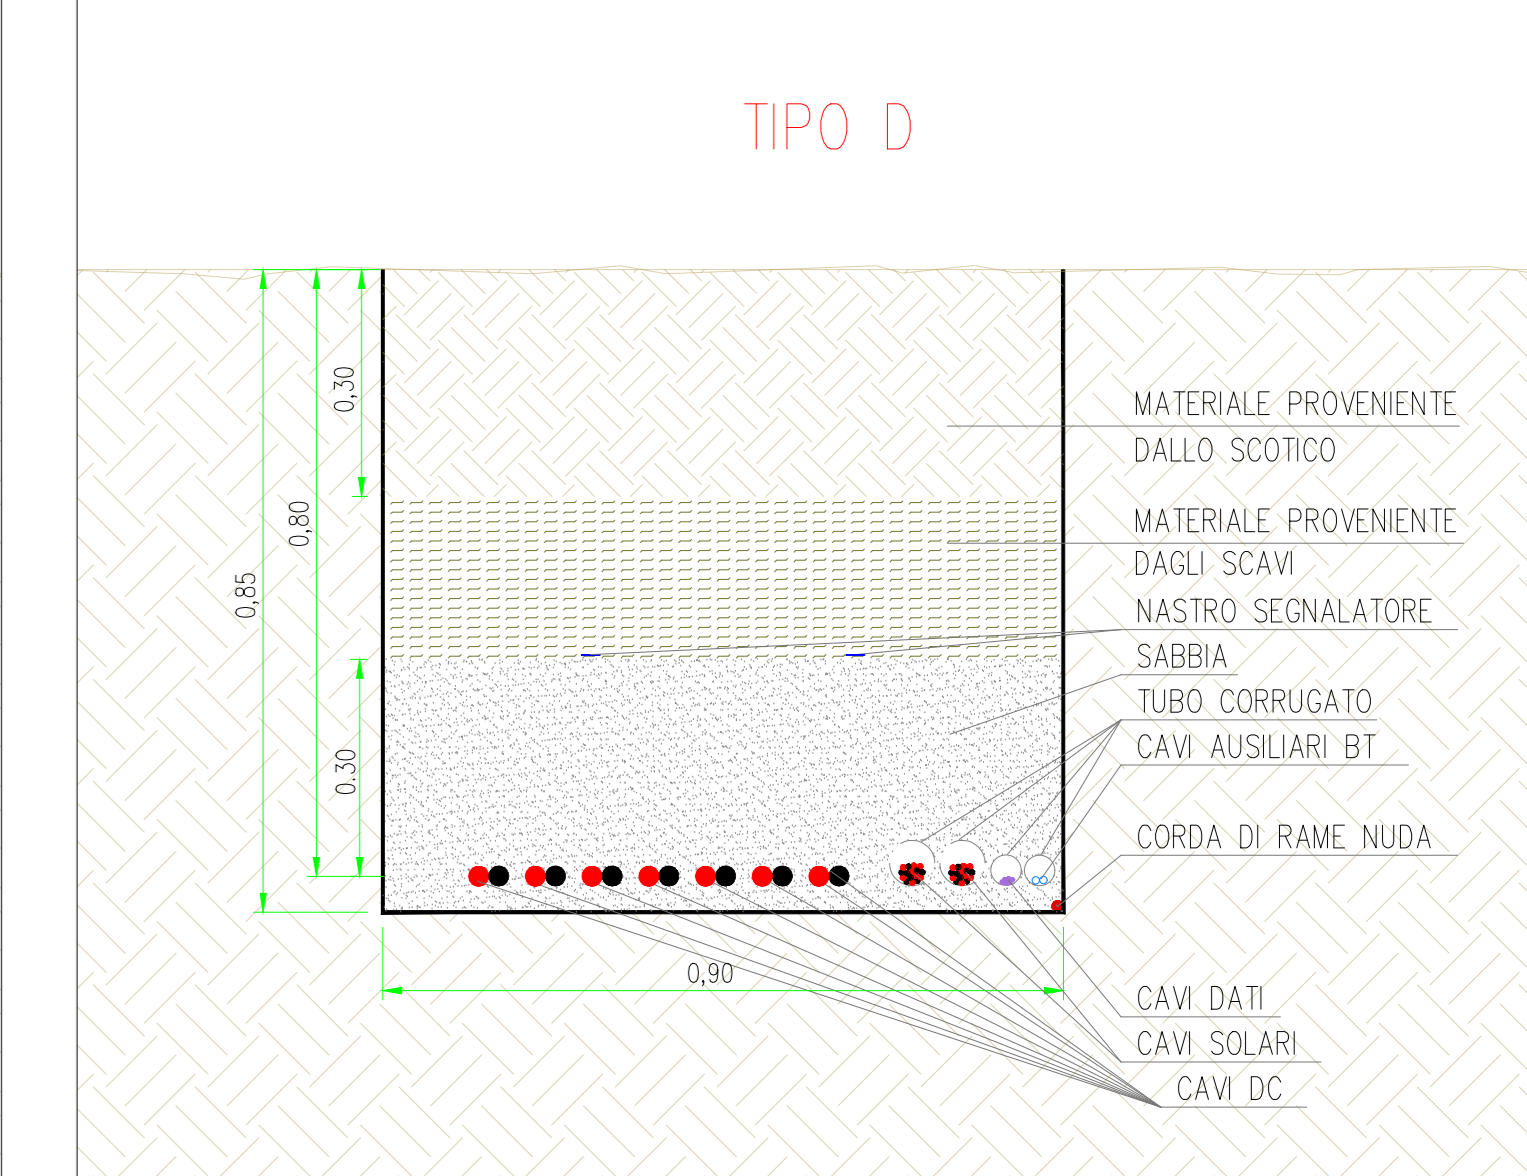 TIPO D
0,30
0,80
0,85
0.30
0,90
MATERIALE PROVENIENTE
DALLO SCOTICO
MATERIALE PROVENIENTE
DAGLI SCAVI
NASTRO SEGNALATORE
SABBIA
TUBO CORRUGATO
CAVI AUSILIARI BT
CORDA DI RAME NUDA
CAVI DATI
CAVI SOLARI
CAVI DC